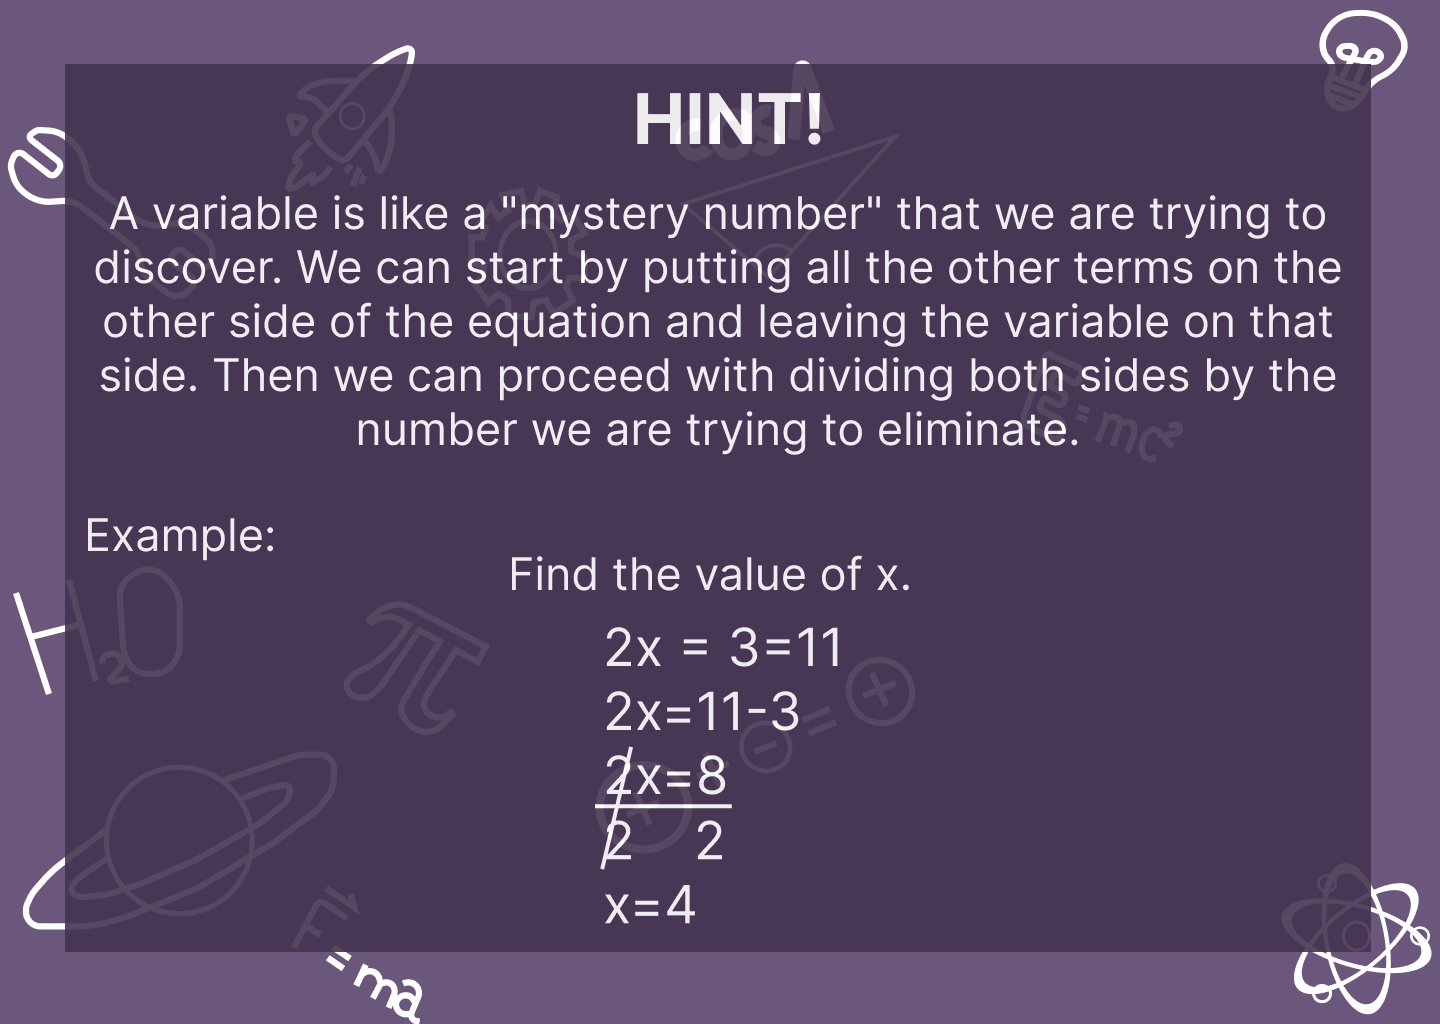 HINT!
cosA
A variable is like a "mystery number" that we are trying to
discover. We can start by putting all the other terms on the
other side of the equation and leaving the variable on that
side. Then we can proceed with dividing both sides by the
number we are trying to eliminate.
E=mc²
Example:
Find the value of x.
H₂O
π
2x = 3=11
2x=11-3
2x=8
2 2
x=4
F=ma